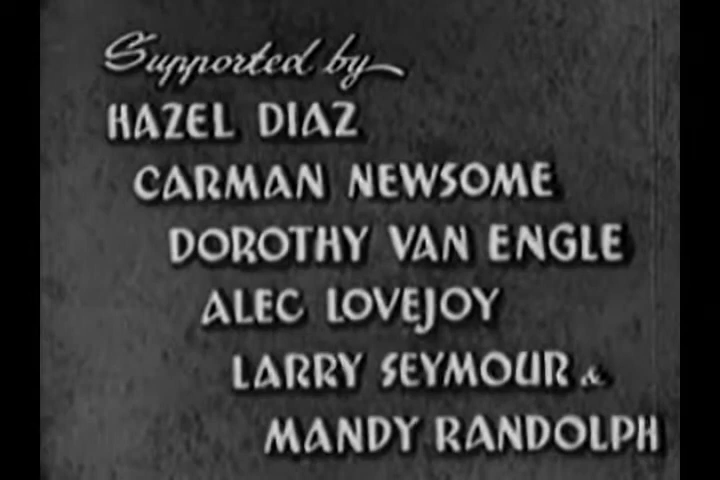 Supported by
HAZEL DIAZ
CARMAN NEWSOME
DOROTHY VAN ENGLE
ALEC LOVEJOY
LARRY SEYMOUR &
MANDY RANDOLPH